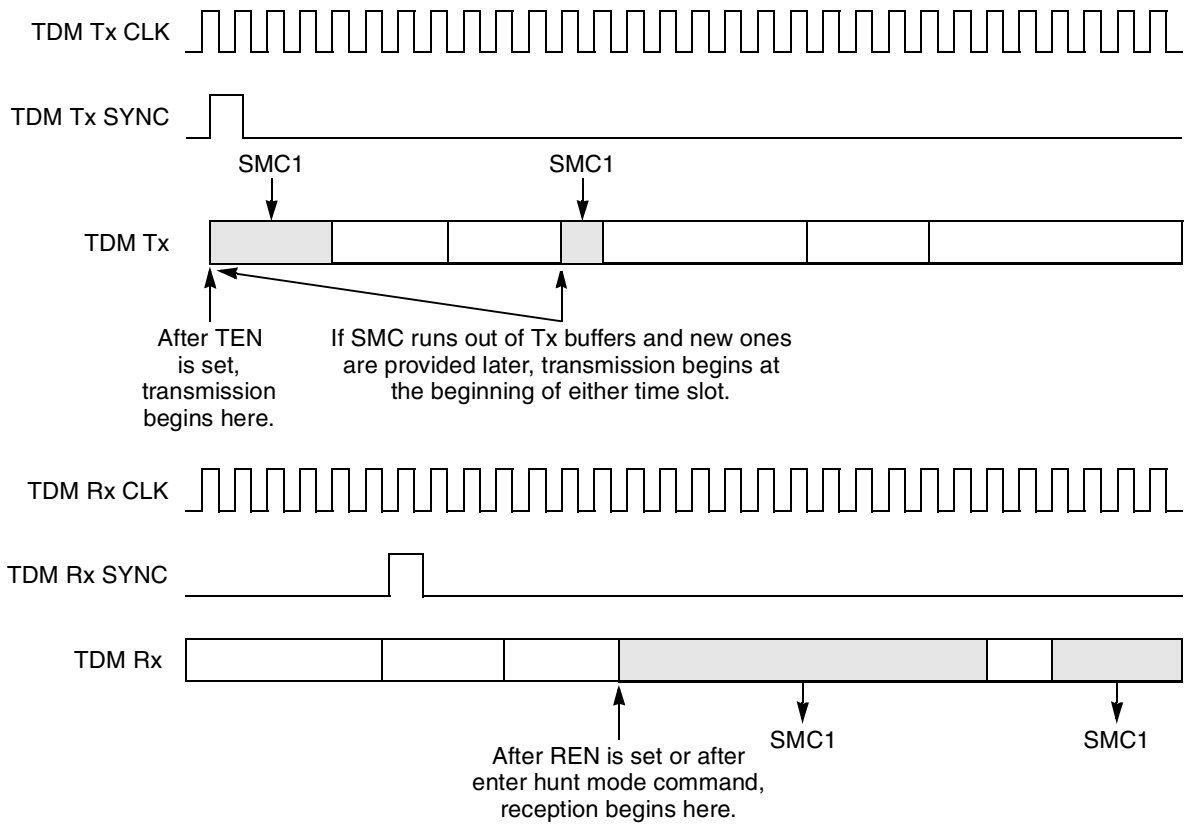 TDM Tx CLK
TDM Tx SYNC
SMC1
SMC1
TDM Tx
After TEN
is set,
transmission
begins here.
If SMC runs out of Tx buffers and new ones
are provided later, transmission begins at
the beginning of either time slot.
TDM Rx CLK
TDM Rx SYNC
TDM Rx
SMC1
SMC1
After REN is set or after
enter hunt mode command,
reception begins here.